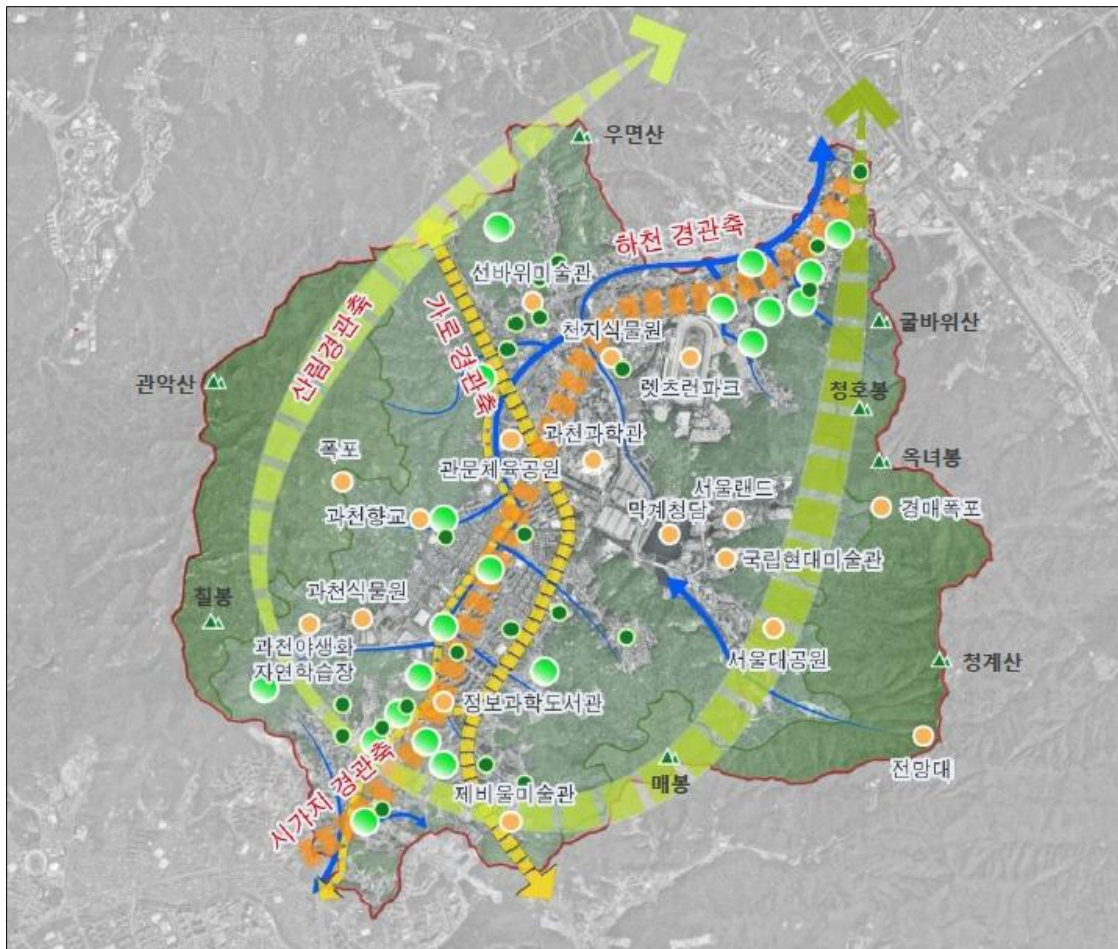 우면산
하천 경관축
선바위미술관
가로 경관축
산림경관축
천지식물원
굴바위산
관악산
렛츠런파크
청호봉
과천과학관
폭포
관문체육공원
옥녀봉
서울랜드
과천향교
막계청담
경매폭포
국립현대미술관
과천식물원
칠봉
과천야생화
자연학습장
서울대공원
청계산
정보과학도서관
시가지 경관축
매봉
전망대
제비울미술관